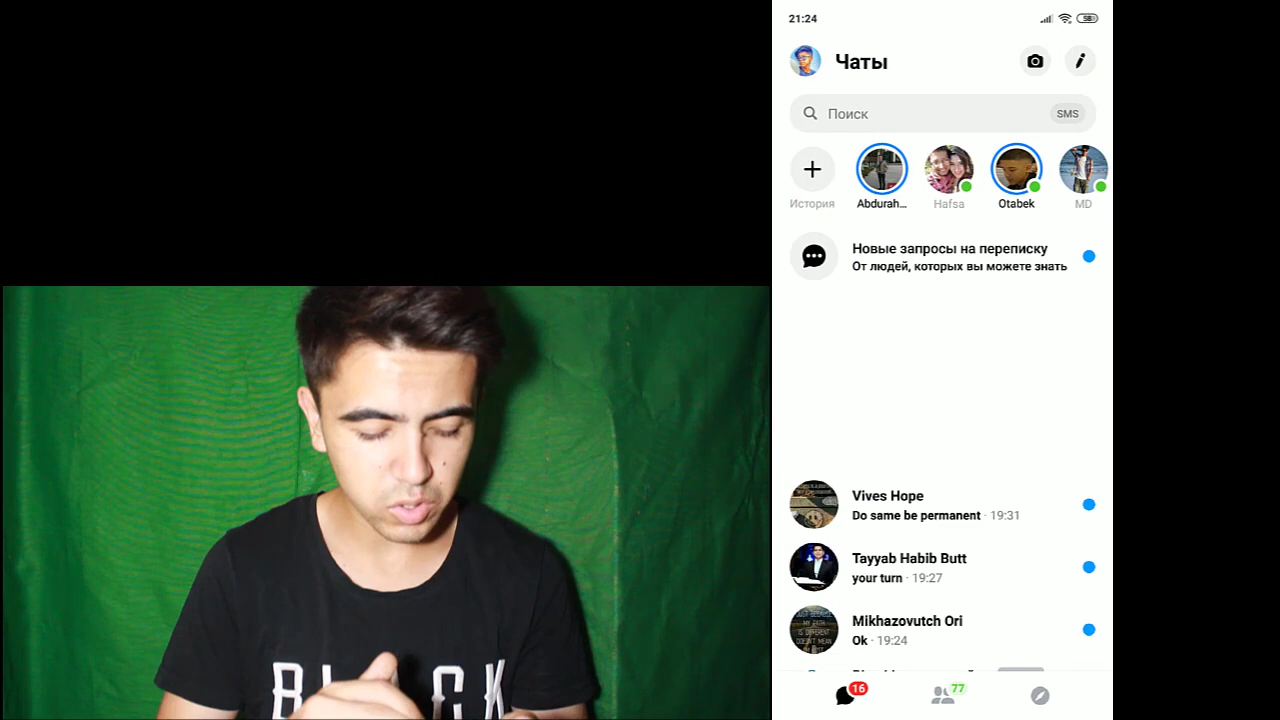 21:24
58
Чаты
Поиск
SMS
История
Abdurah...
Hafsa
Otabek
MD
Новые запросы на переписку
От людей, которых вы можете знать
Vives Hope
Do same be permanent · 19:31
Tayyab Habib Butt
your turn · 19:27
Mikhazovutch Ori
Ok · 19:24
16
77
BLACK